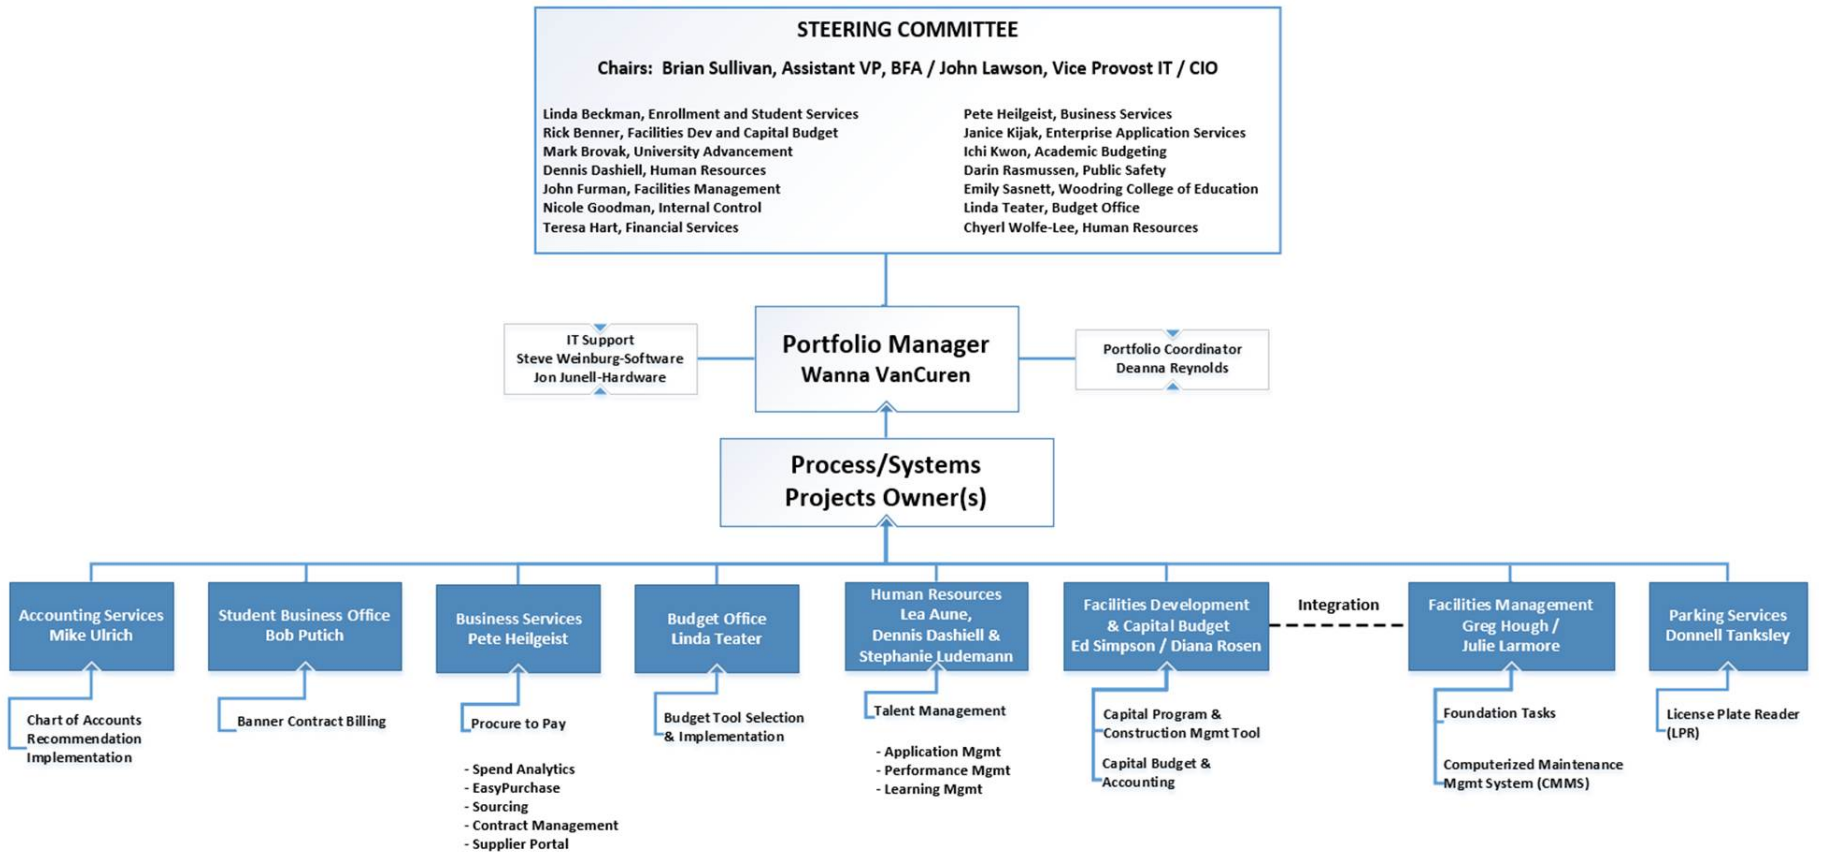 STEERING COMMITTEE
Chairs:  Brian Sullivan, Assistant VP, BFA / John Lawson, Vice Provost IT / CIO
Linda Beckman, Enrollment and Student Services
Rick Benner, Facilities Dev and Capital Budget
Mark Brovak, University Advancement
Dennis Dashiell, Human Resources
John Furman, Facilities Management
Nicole Goodman, Internal Control
Teresa Hart, Financial Services
Pete Heilgeist, Business Services
Janice Kijak, Enterprise Application Services
Ichi Kwon, Academic Budgeting
Darin Rasmussen, Public Safety
Emily Sasnett, Woodring College of Education
Linda Teater, Budget Office
Chyerl Wolfe-Lee, Human Resources
IT Support
Steve Weinburg-Software
Jon Junell-Hardware
Portfolio Manager
Wanna VanCuren
Portfolio Coordinator
Deanna Reynolds
Process/Systems
Projects Owner(s)
Accounting Services
Mike Ulrich
Student Business Office
Bob Putich
Business Services
Pete Heilgeist
Budget Office
Linda Teater
Human Resources
Lea Aune,
Dennis Dashiell &
Stephanie Ludemann
Facilities Development
& Capital Budget
Ed Simpson / Diana Rosen
Integration
Facilities Management
Greg Hough /
Julie Larmore
Parking Services
Donnell Tanksley
Chart of Accounts
Recommendation
Implementation
Banner Contract Billing
Procure to Pay
- Spend Analytics
- EasyPurchase
- Sourcing
- Contract Management
- Supplier Portal
Budget Tool Selection
& Implementation
Talent Management
- Application Mgmt
- Performance Mgmt
- Learning Mgmt
Capital Program &
Construction Mgmt Tool
Capital Budget &
Accounting
Foundation Tasks
Computerized Maintenance
Mgmt System (CMMS)
License Plate Reader
(LPR)